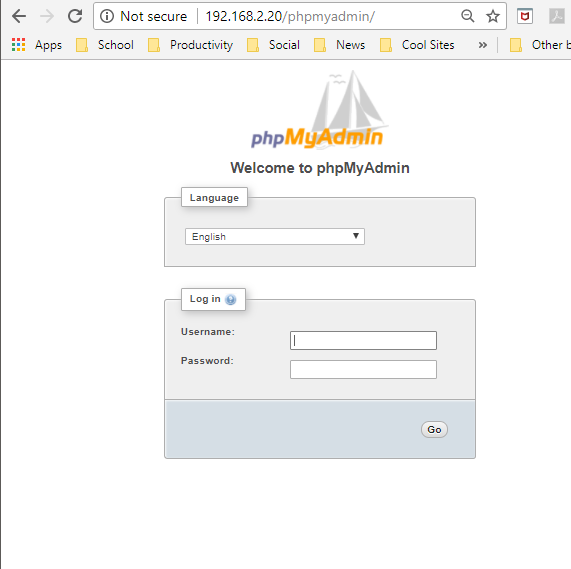 Not secure | 192.168.2.20/phpmyadmin/
Apps School Productivity Social News Cool Sites » Other b
phpMyAdmin
Welcome to phpMyAdmin
Language
English
Log in
Username:
Password:
Go